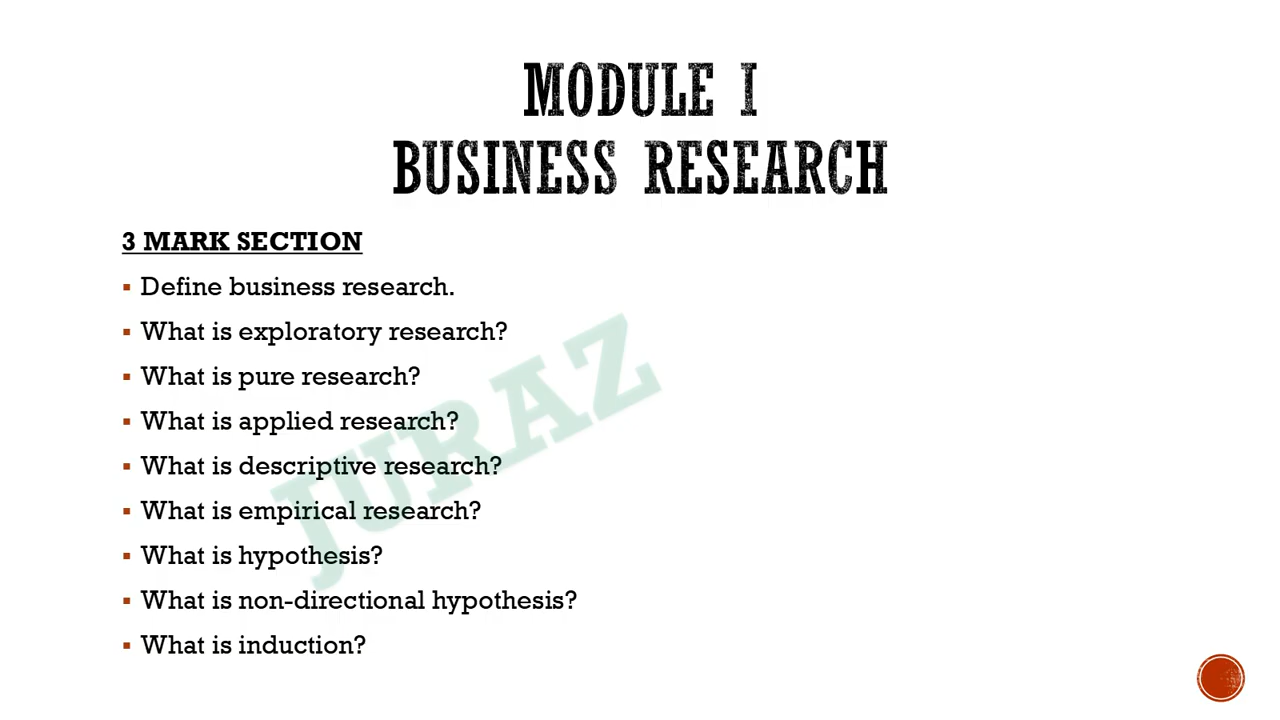 MODULE I
BUSINESS RESEARCH
3 MARK SECTION
▪ Define business research.
▪ What is exploratory research?
▪ What is pure research?
▪ What is applied research?
▪ What is descriptive research?
▪ What is empirical research?
▪ What is hypothesis?
▪ What is non-directional hypothesis?
▪ What is induction?
JURAZ